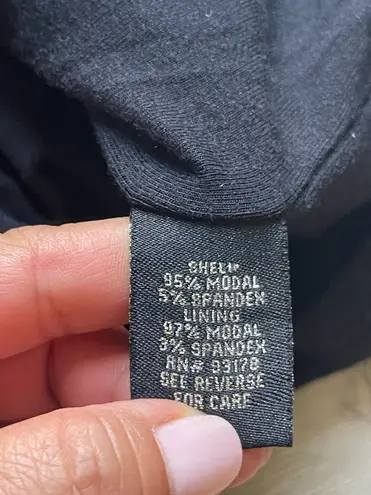 SHELL
95% MODAL
5% SPANDEX
LINING
97% MODAL
3% SPANDEX
RN# 93178
SEE REVERSE
FOR CARE